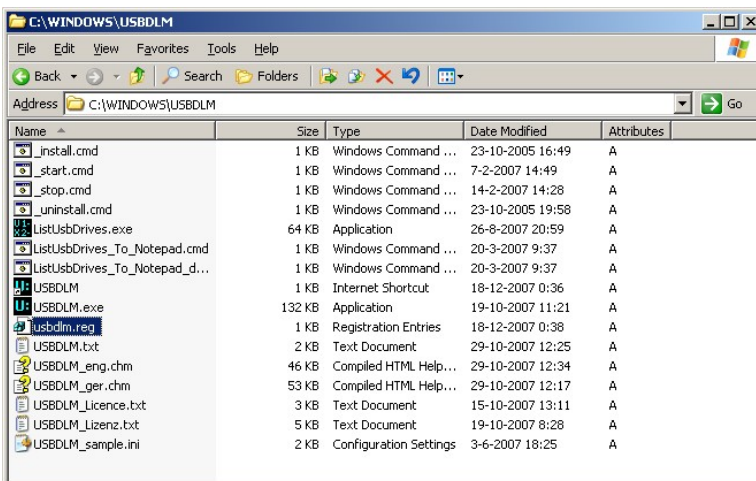 C:\WINDOWS\USBDLM
File Edit View Favorites Tools Help
Back Search Folders
Address C:\WINDOWS\USBDLM Go
Name Size Type Date Modified Attributes
_install.cmd 1 KB Windows Command ... 23-10-2005 16:49 A
_start.cmd 1 KB Windows Command ... 7-2-2007 14:49 A
_stop.cmd 1 KB Windows Command ... 14-2-2007 14:28 A
_uninstall.cmd 1 KB Windows Command ... 23-10-2005 19:58 A
ListUsbDrives.exe 64 KB Application 26-8-2007 20:59 A
ListUsbDrives_To_Notepad.cmd 1 KB Windows Command ... 20-3-2007 9:37 A
ListUsbDrives_To_Notepad_d... 1 KB Windows Command ... 20-3-2007 9:37 A
USBDLM 1 KB Internet Shortcut 18-12-2007 0:36 A
USBDLM.exe 132 KB Application 19-10-2007 11:21 A
usbdlm.reg 1 KB Registration Entries 18-12-2007 0:38 A
USBDLM.txt 2 KB Text Document 29-10-2007 12:25 A
USBDLM_eng.chm 46 KB Compiled HTML Help... 29-10-2007 12:34 A
USBDLM_ger.chm 53 KB Compiled HTML Help... 29-10-2007 12:17 A
USBDLM_Licence.txt 3 KB Text Document 15-10-2007 13:11 A
USBDLM_Lizenz.txt 5 KB Text Document 19-10-2007 8:28 A
USBDLM_sample.ini 2 KB Configuration Settings 3-6-2007 18:25 A